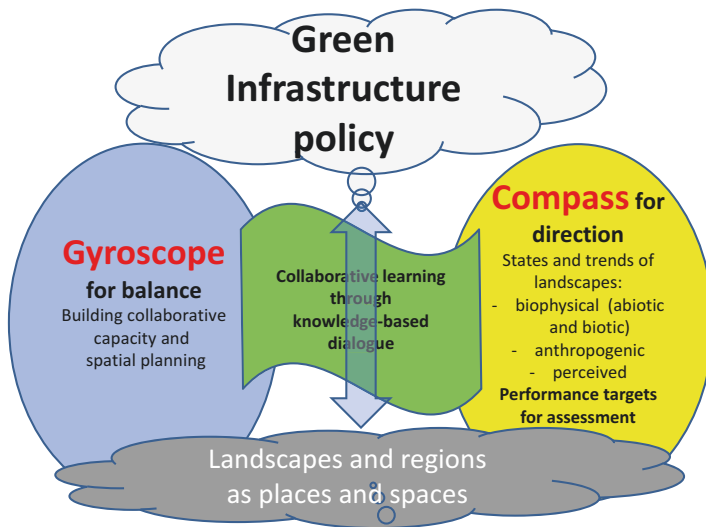 Green
Infrastructure
policy
Gyroscope
for balance
Building collaborative
capacity and
spatial planning
Collaborative learning
through
knowledge-based
dialogue
Compass for
direction
States and trends of
landscapes:
- biophysical (abiotic
and biotic)
- anthropogenic
- perceived
Performance targets
for assessment
Landscapes and regions
as places and spaces